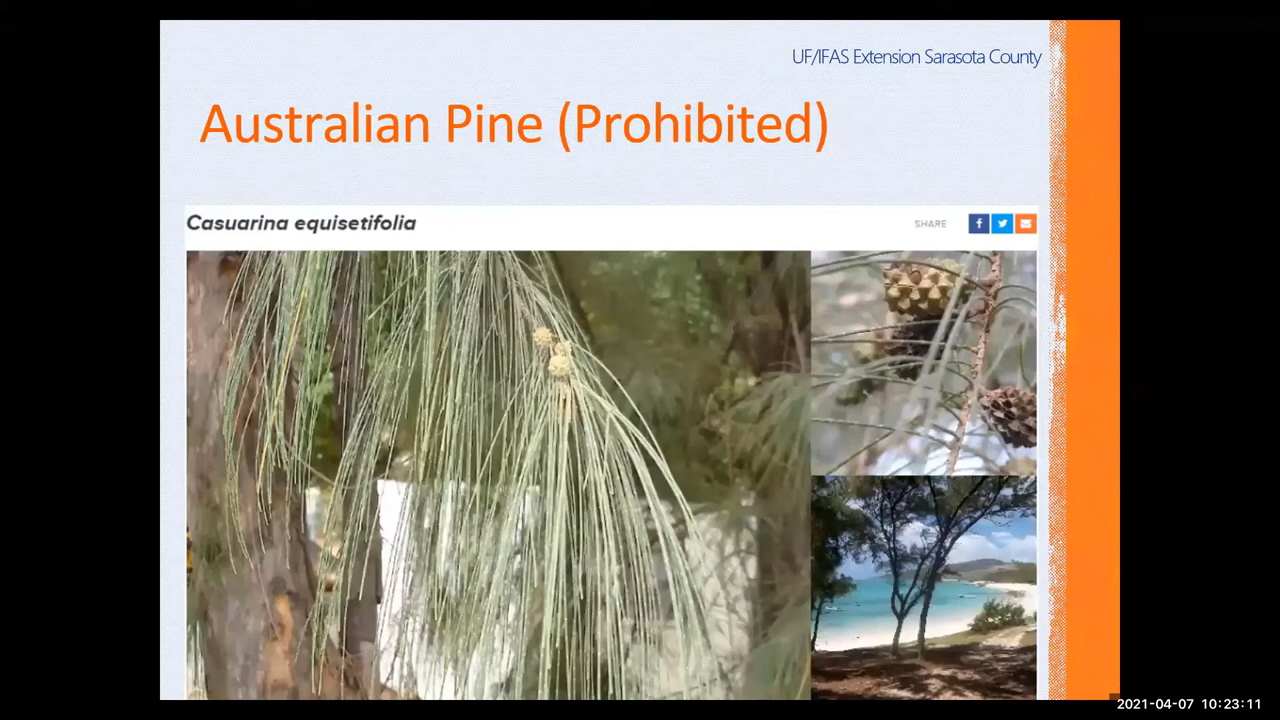 UF/IFAS Extension Sarasota County
Australian Pine (Prohibited)
Casuarina equisetifolia
SHARE
2021-04-07 10:23:11